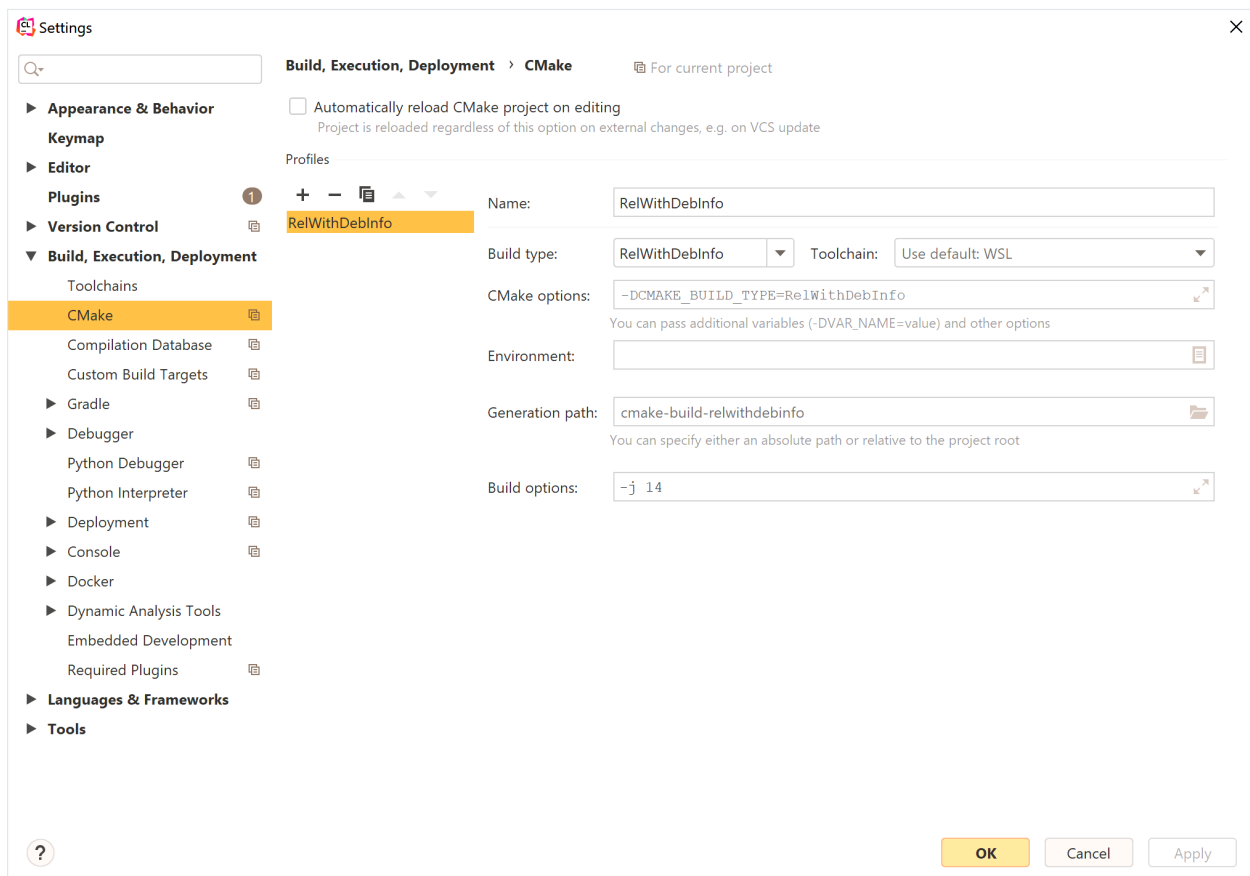 Settings
Build, Execution, Deployment › CMake
For current project
Automatically reload CMake project on editing
Project is reloaded regardless of this option on external changes, e.g. on VCS update
Appearance & Behavior
Keymap
Editor
Plugins 1
Version Control
Build, Execution, Deployment
Toolchains
CMake
Compilation Database
Custom Build Targets
Gradle
Debugger
Python Debugger
Python Interpreter
Deployment
Console
Docker
Dynamic Analysis Tools
Embedded Development
Required Plugins
Languages & Frameworks
Tools
Profiles
RelWithDebInfo
Name: RelWithDebInfo
Build type: RelWithDebInfo Toolchain: Use default: WSL
CMake options: -DCMAKE_BUILD_TYPE=RelWithDebInfo
You can pass additional variables (-DVAR_NAME=value) and other options
Environment:
Generation path: cmake-build-relwithdebinfo
You can specify either an absolute path or relative to the project root
Build options: -j 14
?
OK Cancel Apply